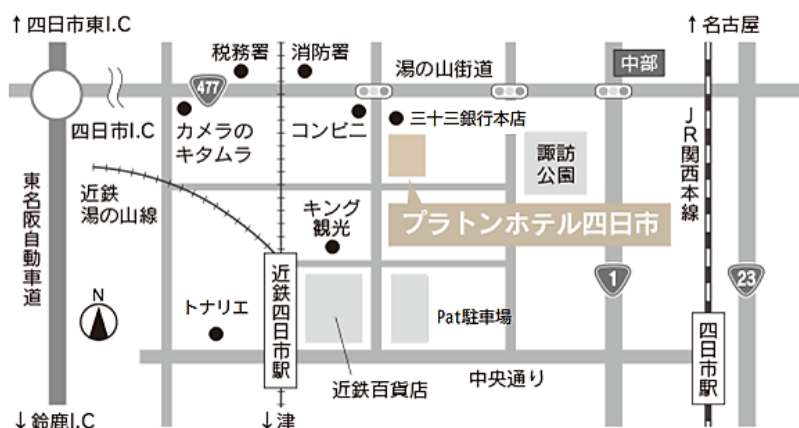 ↑四日市東I.C
↑名古屋
税務署
消防署
湯の山街道
中部
477
四日市I.C
カメラの
キタムラ
コンビニ
三十三銀行本店
諏訪
公園
JR関西本線
東名阪自動車道
近鉄
湯の山線
キング
観光
プラトンホテル四日市
N
トナリエ
近鉄四日市駅
Pat駐車場
1
23
四日市駅
近鉄百貨店
中央通り
↓鈴鹿I.C
↓津